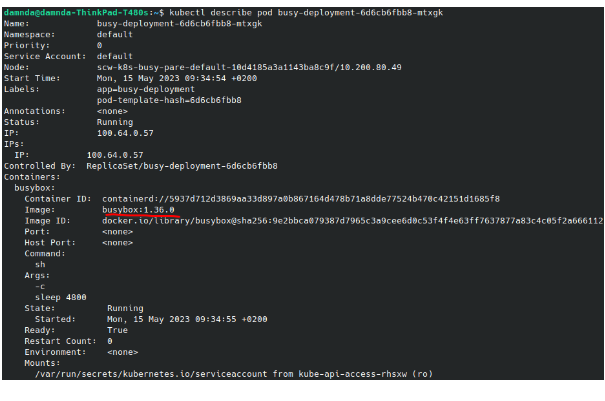 damnda@damnda-ThinkPad-T480s:~$ kubectl describe pod busy-deployment-6d6cb6fbb8-mtxgk
Name:             busy-deployment-6d6cb6fbb8-mtxgk
Namespace:        default
Priority:         0
Service Account:  default
Node:             scw-k8s-busy-pare-default-10d4185a3a1143ba8c9f/10.200.80.49
Start Time:       Mon, 15 May 2023 09:34:54 +0200
Labels:           app=busy-deployment
                  pod-template-hash=6d6cb6fbb8
Annotations:      <none>
Status:           Running
IP:               100.64.0.57
IPs:
  IP:           100.64.0.57
Controlled By:  ReplicaSet/busy-deployment-6d6cb6fbb8
Containers:
  busybox:
    Container ID:  containerd://5937d712d3869aa33d897a0b867164d478b71a8dde77524b470c42151d1685f8
    Image:         busybox:1.36.0
    Image ID:      docker.io/library/busybox@sha256:9e2bbca079387d7965c3a9cee6d0c53f4f4e63ff7637877a83c4c05f2a666112
    Port:          <none>
    Host Port:     <none>
    Command:
      sh
    Args:
      -c
      sleep 4800
    State:          Running
      Started:      Mon, 15 May 2023 09:34:55 +0200
    Ready:          True
    Restart Count:  0
    Environment:    <none>
    Mounts:
      /var/run/secrets/kubernetes.io/serviceaccount from kube-api-access-rhsxw (ro)